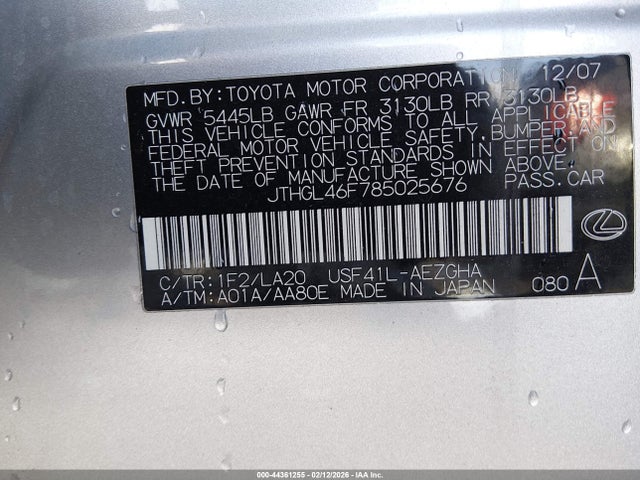 MFD. BY: TOYOTA MOTOR CORPORATION 12/07
GVWR 5445LB GAWR FR 3130LB RR 3130LB
THIS VEHICLE CONFORMS TO ALL APPLICABLE
FEDERAL MOTOR VEHICLE SAFETY, BUMPER, AND
THEFT PREVENTION STANDARDS IN EFFECT ON
THE DATE OF MANUFACTURE SHOWN ABOVE.
JTHGL46F785025676 PASS. CAR
C/TR: 1F2/LA20 USF41L-AEZGHA
A/TM: A01A/AA80E MADE IN JAPAN 080 A
000-44361255 - 02/12/2026 - IAA Inc.